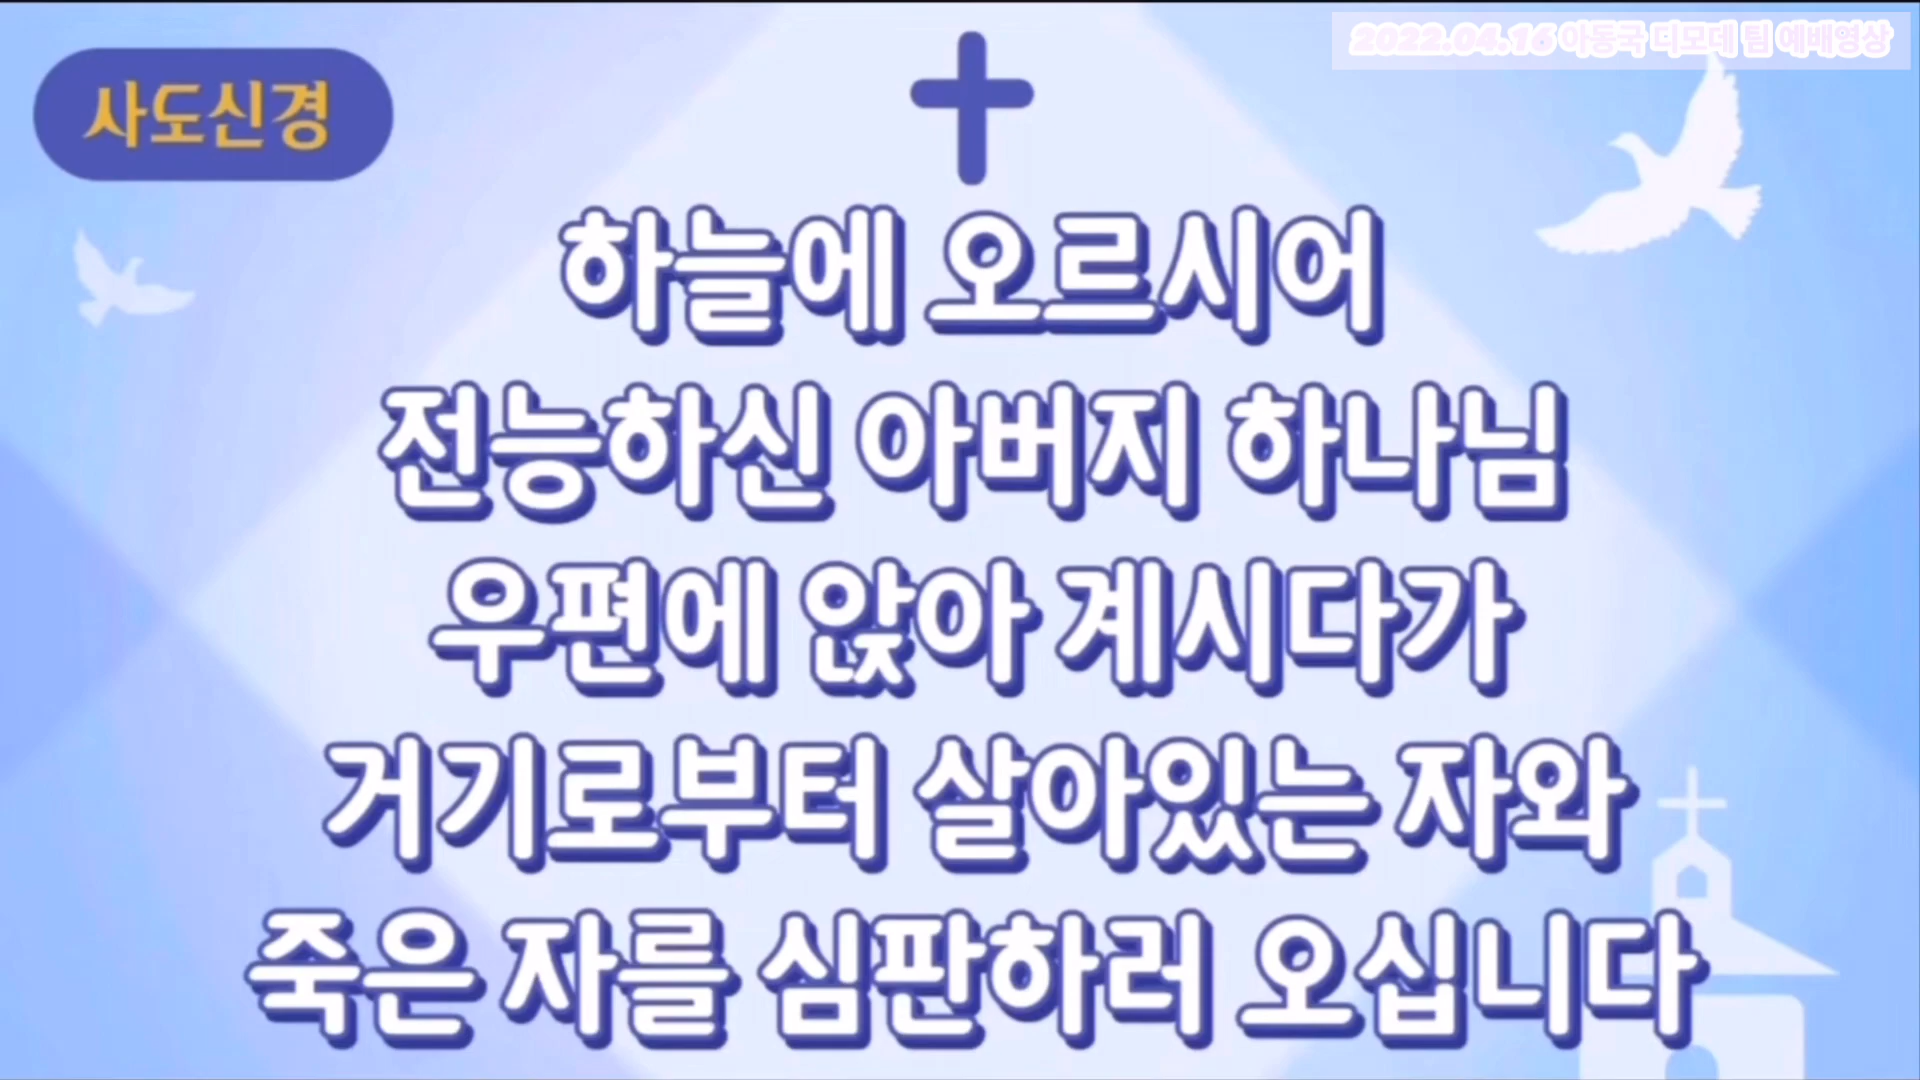 2022.04.16 아동국 디모데 팀 예배영상
사도신경
하늘에 오르시어
전능하신 아버지 하나님
우편에 앉아 계시다가
거기로부터 살아있는 자와
죽은 자를 심판하러 오십니다